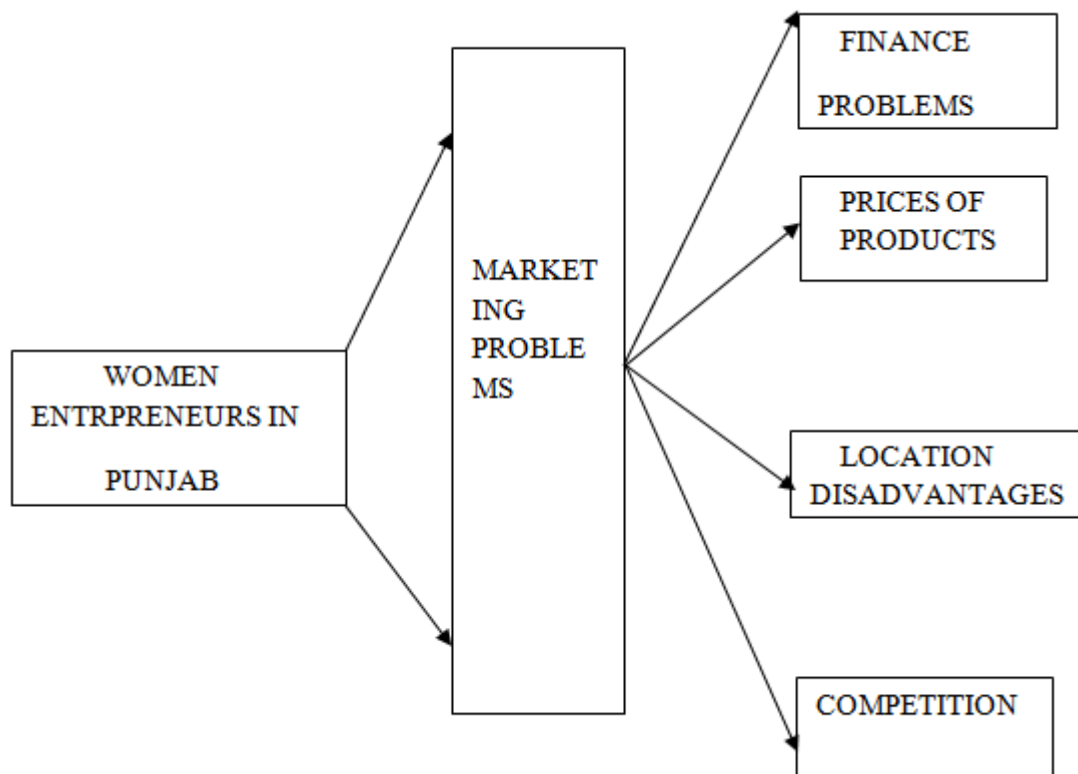 WOMEN
ENTRPRENEURS IN
PUNJAB
MARKET
ING
PROBLE
MS
FINANCE
PROBLEMS
PRICES OF
PRODUCTS
LOCATION
DISADVANTAGES
COMPETITION